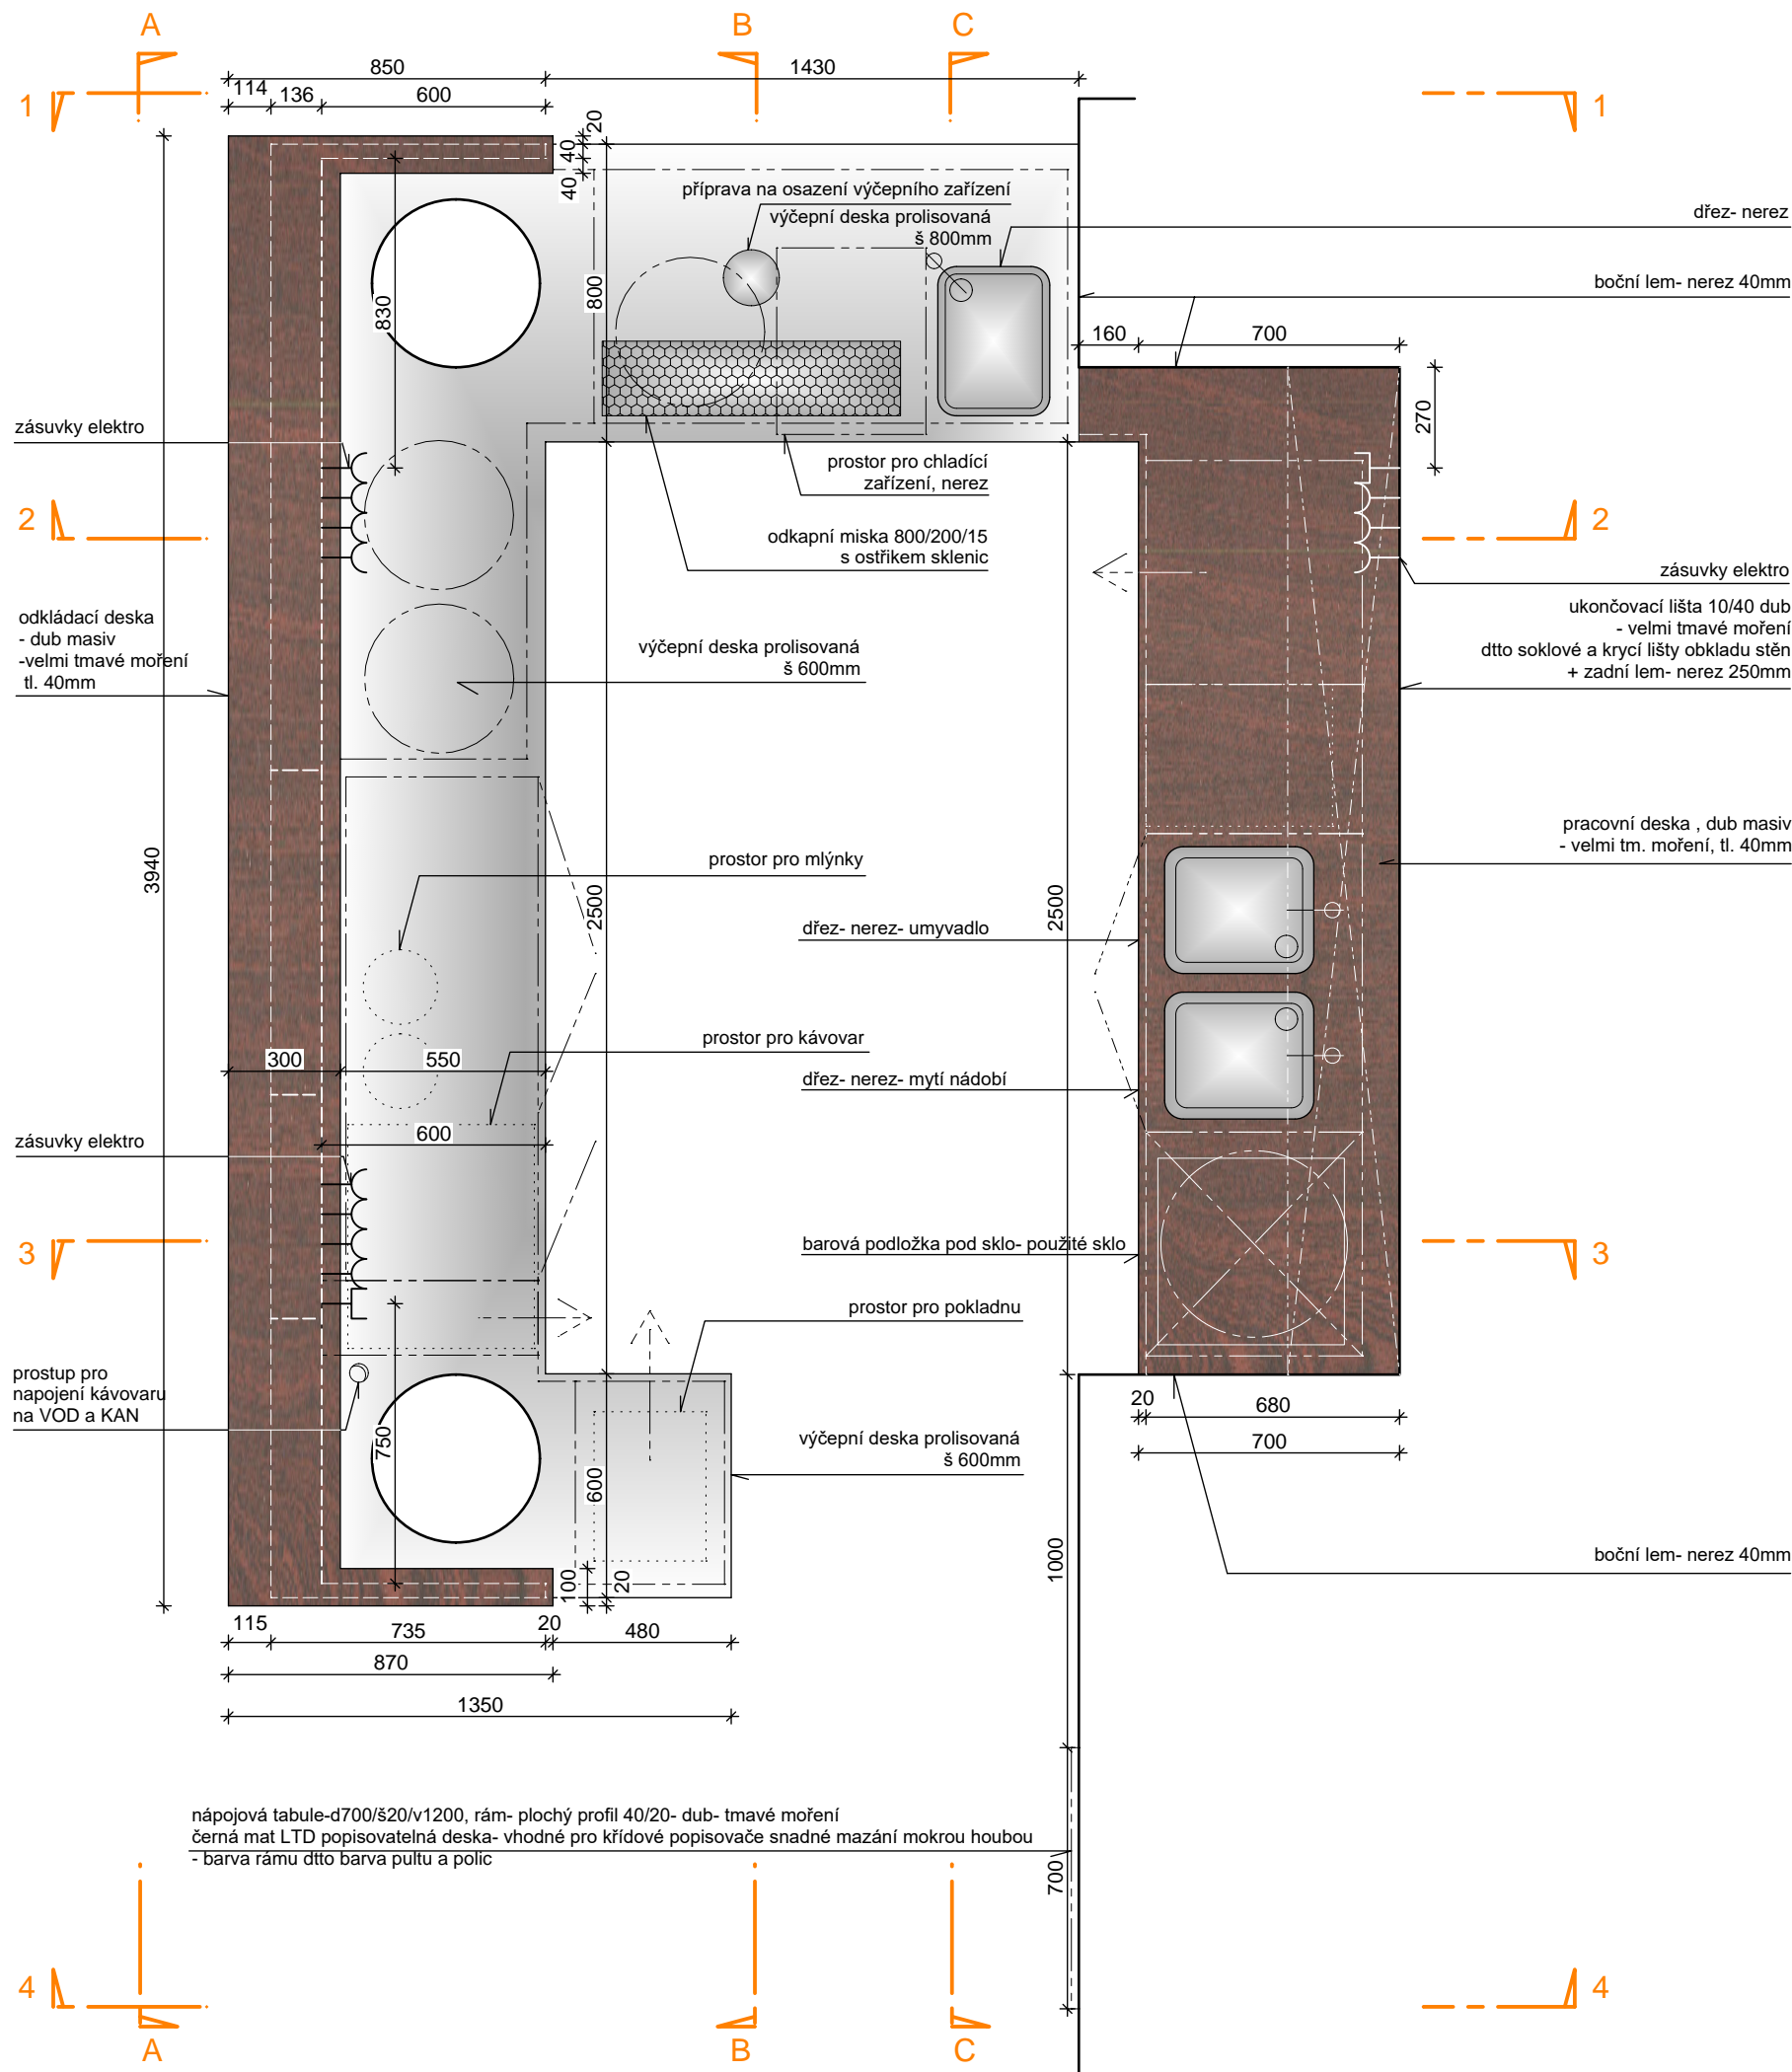 A
B
C
850
1430
114
136
600
1
1
20
40
40
příprava na osazení výčepního zařízení
výčepní deska prolisovaná
š 800mm
dřez- nerez
boční lem- nerez 40mm
830
800
160
700
270
zásuvky elektro
prostor pro chladící
zařízení, nerez
2
2
odkapní miska 800/200/15
s ostřikem sklenic
zásuvky elektro
odkládací deska
- dub masiv
-velmi tmavé moření
tl. 40mm
ukončovací lišta 10/40 dub
- velmi tmavé moření
dtto soklové a krycí lišty obkladu stěn
+ zadní lem- nerez 250mm
výčepní deska prolisovaná
š 600mm
pracovní deska , dub masiv
- velmi tm. moření, tl. 40mm
3940
prostor pro mlýnky
2500
2500
dřez- nerez- umyvadlo
prostor pro kávovar
300
550
dřez- nerez- mytí nádobí
zásuvky elektro
600
3
3
barová podložka pod sklo- použité sklo
prostor pro pokladnu
prostup pro
napojení kávovaru
na VOD a KAN
20
680
750
výčepní deska prolisovaná
š 600mm
700
600
1000
boční lem- nerez 40mm
100
20
115
735
20
480
870
1350
nápojová tabule-d700/š20/v1200, rám- plochý profil 40/20- dub- tmavé moření
černá mat LTD popisovatelná deska- vhodné pro křídové popisovače snadné mazání mokrou houbou
- barva rámu dtto barva pultu a polic
700
4
4
A
B
C